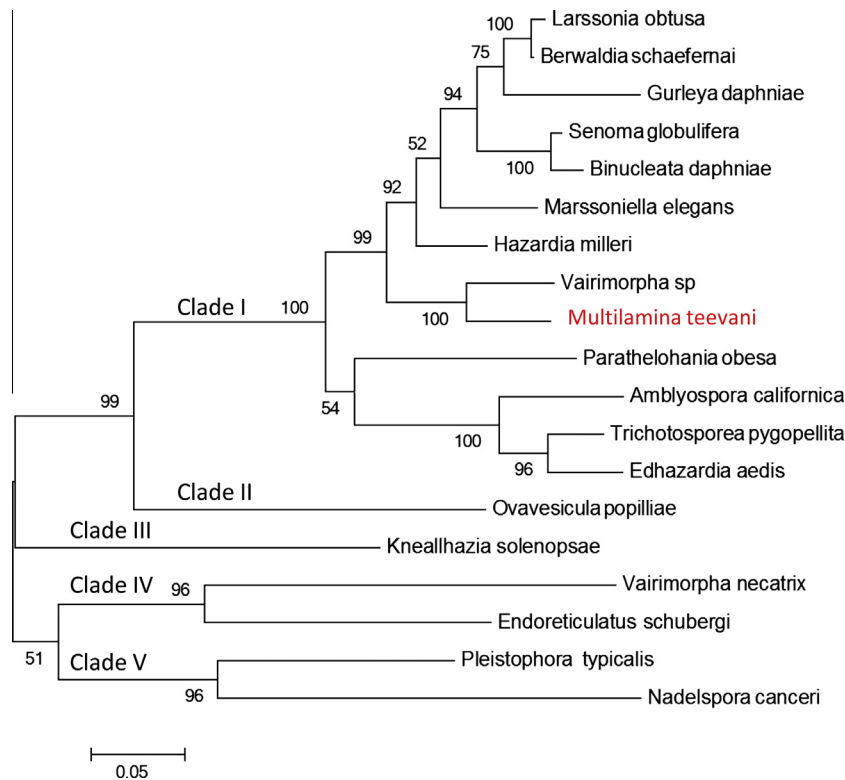 Larssonia obtusa
100
Berwaldia schaefernai
75
Gurleya daphniae
94
Senoma globulifera
52
100
Binucleata daphniae
92
Marssoniella elegans
99
Hazardia milleri
Vairimorpha sp
Clade I
100
100
Multilamina teevani
Parathelohania obesa
99
54
Amblyospora californica
100
Trichotosporea pygopellita
96
Edhazardia aedis
Clade II
Ovavesicula popilliae
Clade III
Kneallhazia solenopsae
Clade IV
96
Vairimorpha necatrix
Endoreticulatus schubergi
51
Clade V
Pleistophora typicalis
96
Nadelspora canceri
0.05